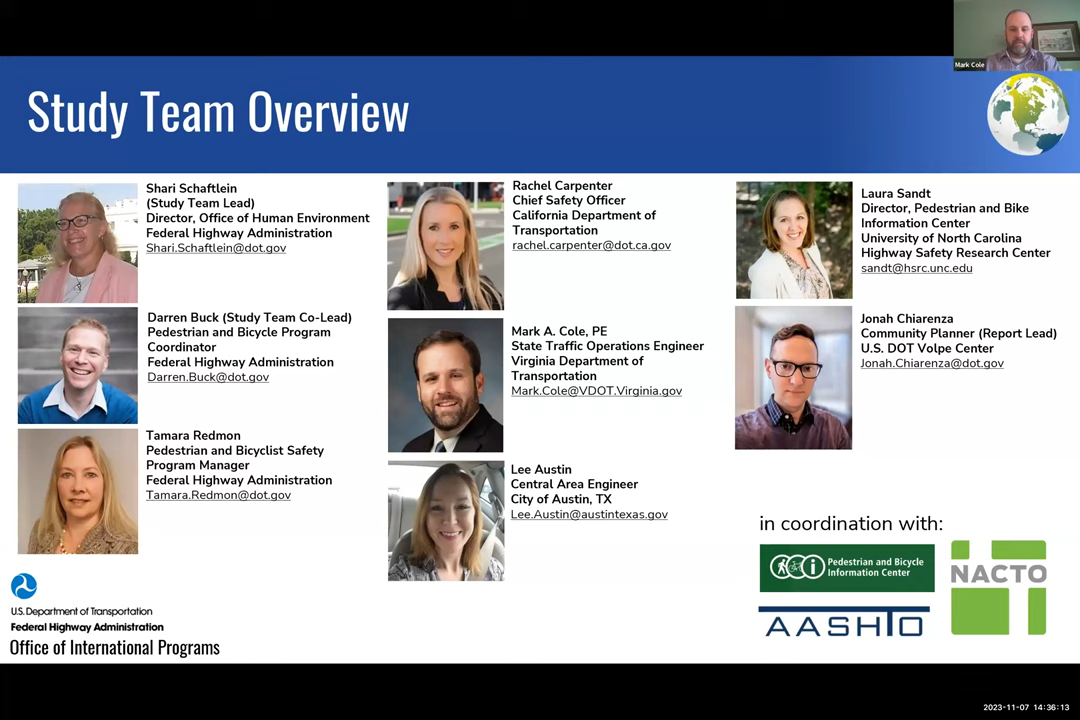 Mark Cole
Study Team Overview
Shari Schaftlein
(Study Team Lead)
Director, Office of Human Environment
Federal Highway Administration
Shari.Schaftlein@dot.gov
Darren Buck (Study Team Co-Lead)
Pedestrian and Bicycle Program
Coordinator
Federal Highway Administration
Darren.Buck@dot.gov
Tamara Redmon
Pedestrian and Bicyclist Safety
Program Manager
Federal Highway Administration
Tamara.Redmon@dot.gov
Rachel Carpenter
Chief Safety Officer
California Department of
Transportation
rachel.carpenter@dot.ca.gov
Mark A. Cole, PE
State Traffic Operations Engineer
Virginia Department of
Transportation
Mark.Cole@VDOT.Virginia.gov
Lee Austin
Central Area Engineer
City of Austin, TX
Lee.Austin@austintexas.gov
Laura Sandt
Director, Pedestrian and Bike
Information Center
University of North Carolina
Highway Safety Research Center
sandt@hsrc.unc.edu
Jonah Chiarenza
Community Planner (Report Lead)
U.S. DOT Volpe Center
Jonah.Chiarenza@dot.gov
in coordination with:
Pedestrian and Bicycle
Information Center
NACTO
AASHTO
U.S. Department of Transportation
Federal Highway Administration
Office of International Programs
2023-11-07 14:36:13